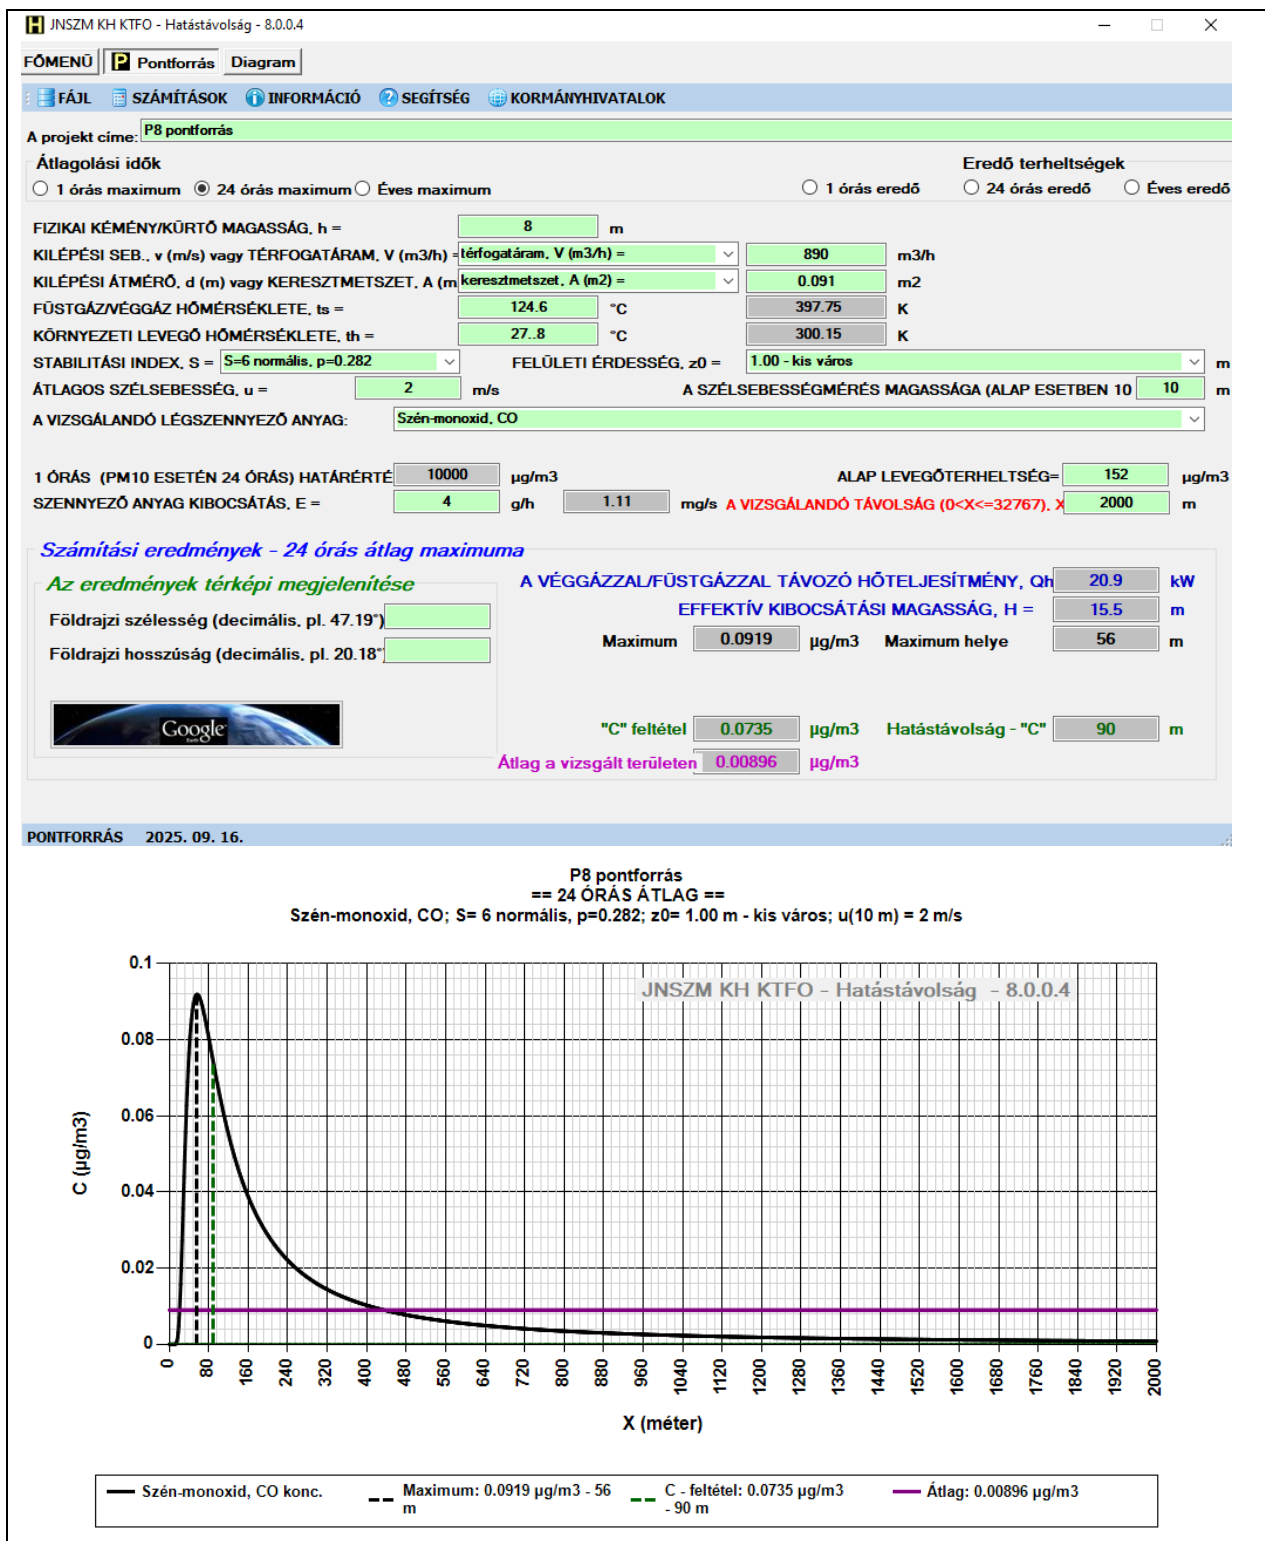 JNSZM KH KTFO - Hatástávolság - 8.0.0.4
FŐMENÜ P Pontforrás Diagram
FÁJL SZÁMÍTÁSOK INFORMÁCIÓ SEGÍTSÉG KORMÁNYHIVATALOK
A projekt címe: P8 pontforrás
Átlagolási idők Eredő terheltségek
1 órás maximum 24 órás maximum Éves maximum 1 órás eredő 24 órás eredő Éves eredő
FIZIKAI KÉMÉNY/KÜRTŐ MAGASSÁG, h = 8 m
KILÉPÉSI SEB., v (m/s) vagy TÉRFOGATÁRAM, V (m3/h) = térfogatáram, V (m3/h) = 890 m3/h
KILÉPÉSI ÁTMÉRŐ, d (m) vagy KERESZTMETSZET, A (m keresztmetszet, A (m2) = 0.091 m2
FÜSTGÁZ/VÉGGÁZ HŐMÉRSÉKLETE, ts = 124.6 °C 397.75 K
KÖRNYEZETI LEVEGŐ HŐMÉRSÉKLETE, th = 27..8 °C 300.15 K
STABILITÁSI INDEX, S = S=6 normális, p=0.282 FELÜLETI ÉRDESSÉG, z0 = 1.00 - kis város m
ÁTLAGOS SZÉLSEBESSÉG, u = 2 m/s A SZÉLSEBESSÉGMÉRÉS MAGASSÁGA (ALAP ESETBEN 10 10 m
A VIZSGÁLANDÓ LÉGSZENNYEZŐ ANYAG: Szén-monoxid, CO
1 ÓRÁS (PM10 ESETÉN 24 ÓRÁS) HATÁRÉRTÉ 10000 µg/m3 ALAP LEVEGŐTERHELTSÉG= 152 µg/m3
SZENNYEZŐ ANYAG KIBOCSÁTÁS, E = 4 g/h 1.11 mg/s A VIZSGÁLANDÓ TÁVOLSÁG (0<X<=32767), X 2000 m
Számítási eredmények - 24 órás átlag maximuma
Az eredmények térképi megjelenítése A VÉGGÁZZAL/FÜSTGÁZZAL TÁVOZÓ HŐTELJESÍTMÉNY, Qh 20.9 kW
Földrajzi szélesség (decimális, pl. 47.19°) EFFEKTÍV KIBOCSÁTÁSI MAGASSÁG, H = 15.5 m
Földrajzi hosszúság (decimális, pl. 20.18° Maximum 0.0919 µg/m3 Maximum helye 56 m
Google Earth "C" feltétel 0.0735 µg/m3 Hatástávolság - "C" 90 m
Átlag a vizsgált területen 0.00896 µg/m3
PONTFORRÁS 2025. 09. 16.
P8 pontforrás
== 24 ÓRÁS ÁTLAG ==
Szén-monoxid, CO; S= 6 normális, p=0.282; z0= 1.00 m - kis város; u(10 m) = 2 m/s
JNSZM KH KTFO - Hatástávolság - 8.0.0.4
C (µg/m3)
0.1
0.08
0.06
0.04
0.02
0
0 80 160 240 320 400 480 560 640 720 800 880 960 1040 1120 1200 1280 1360 1440 1520 1600 1680 1760 1840 1920 2000
X (méter)
Szén-monoxid, CO konc. Maximum: 0.0919 µg/m3 - 56 m C - feltétel: 0.0735 µg/m3 - 90 m Átlag: 0.00896 µg/m3